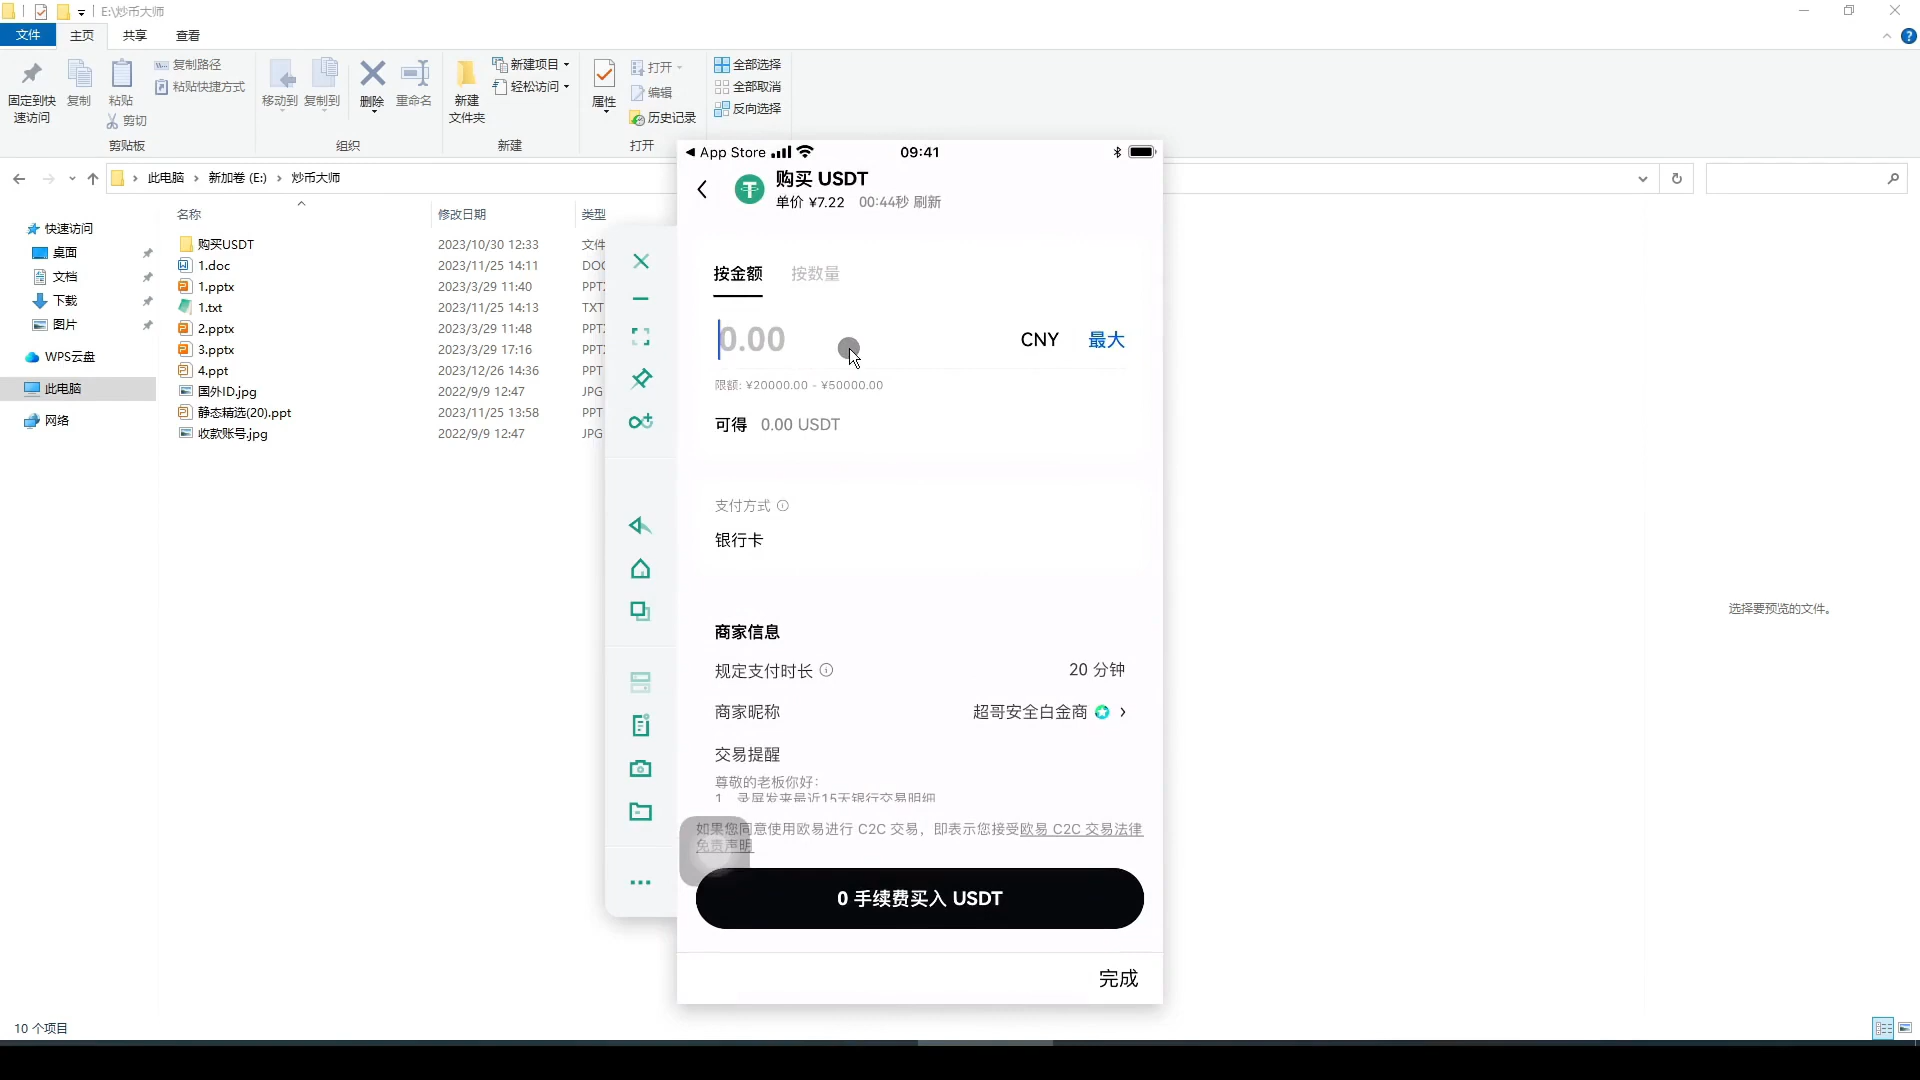 E:\炒币大师
文件 主页 共享 查看
固定到快速访问
复制
粘贴
复制路径
粘贴快捷方式
剪切
剪贴板
移动到
复制到
删除
重命名
组织
新建文件夹
新建项目
轻松访问
新建
属性
打开
编辑
历史记录
打开
全部选择
全部取消
反向选择
此电脑 新加卷 (E:) 炒币大师
快速访问
桌面
文档
下载
图片
WPS云盘
此电脑
网络
名称 修改日期 类型
购买USDT 2023/10/30 12:33 文件
1.doc 2023/11/25 14:11
1.pptx 2023/3/29 11:40
1.txt 2023/11/25 14:13 TXT
2.pptx 2023/3/29 11:48
3.pptx 2023/3/29 17:16
4.ppt 2023/12/26 14:36 PPT
国外ID.jpg 2022/9/9 12:47 JPG
静态精选(20).ppt 2023/11/25 13:58 PPT
收款账号.jpg 2022/9/9 12:47 JPG
10 个项目
App Store 09:41
购买 USDT
单价 ¥7.22 00:44秒 刷新
按金额 按数量
0.00 CNY 最大
限额: ¥20000.00 - ¥50000.00
可得 0.00 USDT
支付方式
银行卡
商家信息
规定支付时长 20 分钟
商家昵称 超哥安全白金商
交易提醒
尊敬的老板你好:
1、录屏发来最近15天银行交易明细
如果您同意使用欧易进行 C2C 交易，即表示您接受欧易 C2C 交易法律
免责声明
0 手续费买入 USDT
完成
选择要预览的文件。